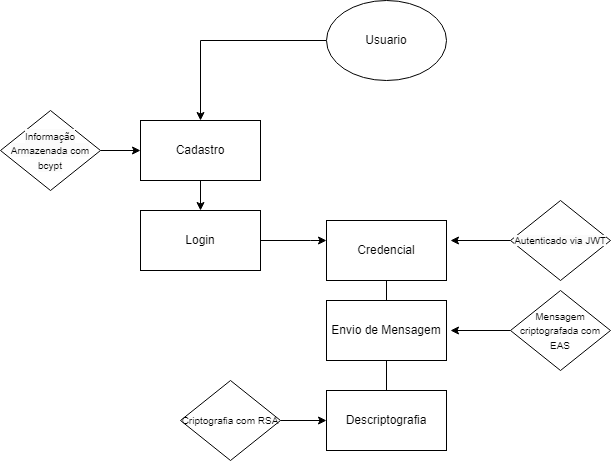 Usuario
Informação
Armazenada com
bcypt
Cadastro
Login
Credencial
Autenticado via JWT
Envio de Mensagem
Mensagem
criptografada com
EAS
Criptografia com RSA
Descriptografia